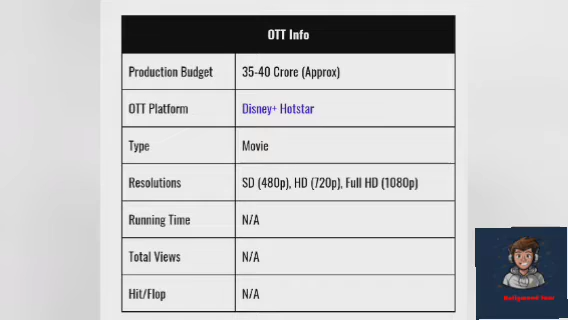 OTT Info
Production Budget 35-40 Crore (Approx)
OTT Platform Disney+ Hotstar
Type Movie
Resolutions SD (480p), HD (720p), Full HD (1080p)
Running Time N/A
Total Views N/A
Hit/Flop N/A